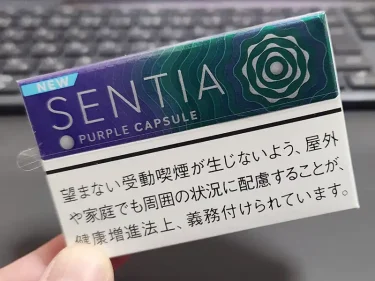 NEW
SENTIA
PURPLE CAPSULE
望まない受動喫煙が生じないよう、屋外
や家庭でも周囲の状況に配慮することが、
健康増進法上、義務付けられています。